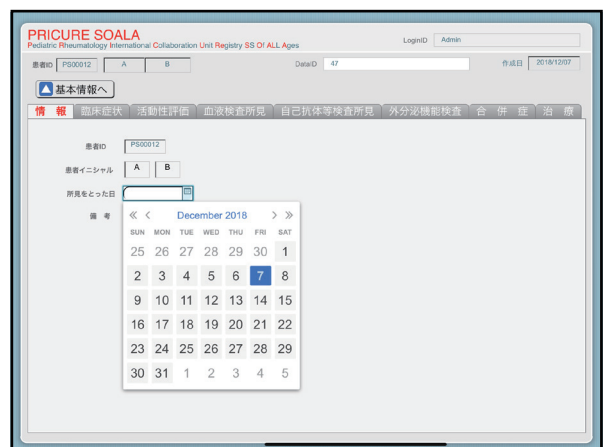 PRICURE SOALA
Pediatric Rheumatology International Collaboration Unit Registry SS Of ALL Ages
LoginID Admin
患者ID PS00012 A B DataID 47 作成日 2018/12/07
基本情報へ
情 報 臨床症状 活動性評価 血液検査所見 自己抗体等検査所見 外分泌機能検査 合 併 症 治 療
患者ID PS00012
患者イニシャル A B
所見をとった日
備 考
« < December 2018 > »
SUN MON TUE WED THU FRI SAT
25 26 27 28 29 30 1
2 3 4 5 6 7 8
9 10 11 12 13 14 15
16 17 18 19 20 21 22
23 24 25 26 27 28 29
30 31 1 2 3 4 5